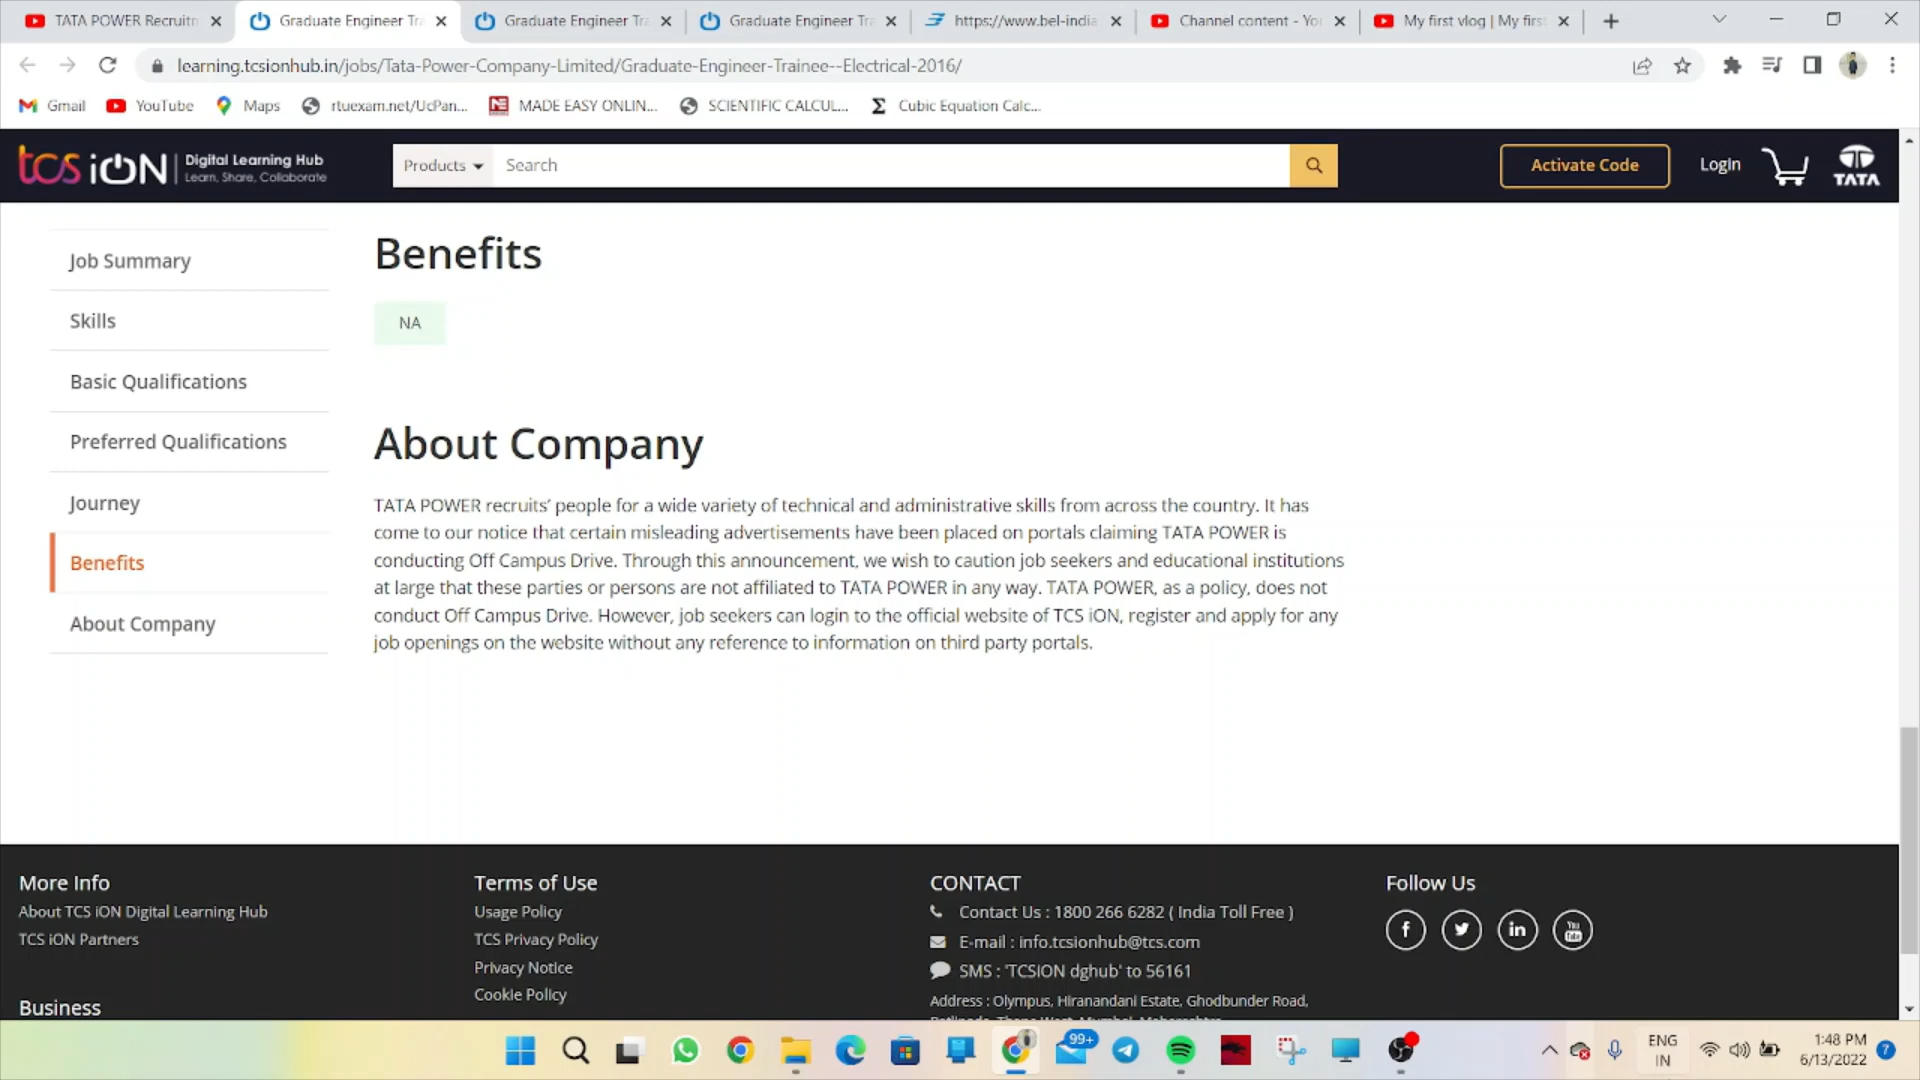 TATA POWER Recruitm
Graduate Engineer Tra
Graduate Engineer Tra
Graduate Engineer Tra
https://www.bel-india
Channel content - You
My first vlog | My first
learning.tcsionhub.in/jobs/Tata-Power-Company-Limited/Graduate-Engineer-Trainee--Electrical-2016/
Gmail
YouTube
Maps
rtuexam.net/UcPan...
MADE EASY ONLIN...
SCIENTIFIC CALCUL...
Cubic Equation Calc...
tcs iON
Digital Learning Hub
Learn, Share, Collaborate
Products
Search
Activate Code
Login
TATA
Job Summary
Skills
Basic Qualifications
Preferred Qualifications
Journey
Benefits
About Company
Benefits
NA
About Company
TATA POWER recruits’ people for a wide variety of technical and administrative skills from across the country. It has
come to our notice that certain misleading advertisements have been placed on portals claiming TATA POWER is
conducting Off Campus Drive. Through this announcement, we wish to caution job seekers and educational institutions
at large that these parties or persons are not affiliated to TATA POWER in any way. TATA POWER, as a policy, does not
conduct Off Campus Drive. However, job seekers can login to the official website of TCS iON, register and apply for any
job openings on the website without any reference to information on third party portals.
More Info
About TCS iON Digital Learning Hub
TCS iON Partners
Business
Terms of Use
Usage Policy
TCS Privacy Policy
Privacy Notice
Cookie Policy
CONTACT
Contact Us : 1800 266 6282 ( India Toll Free )
E-mail : info.tcsionhub@tcs.com
SMS : 'TCSION dghub' to 56161
Address : Olympus, Hiranandani Estate, Ghodbunder Road,
Follow Us
You Tube
99+
ENG
IN
1:48 PM
6/13/2022
7